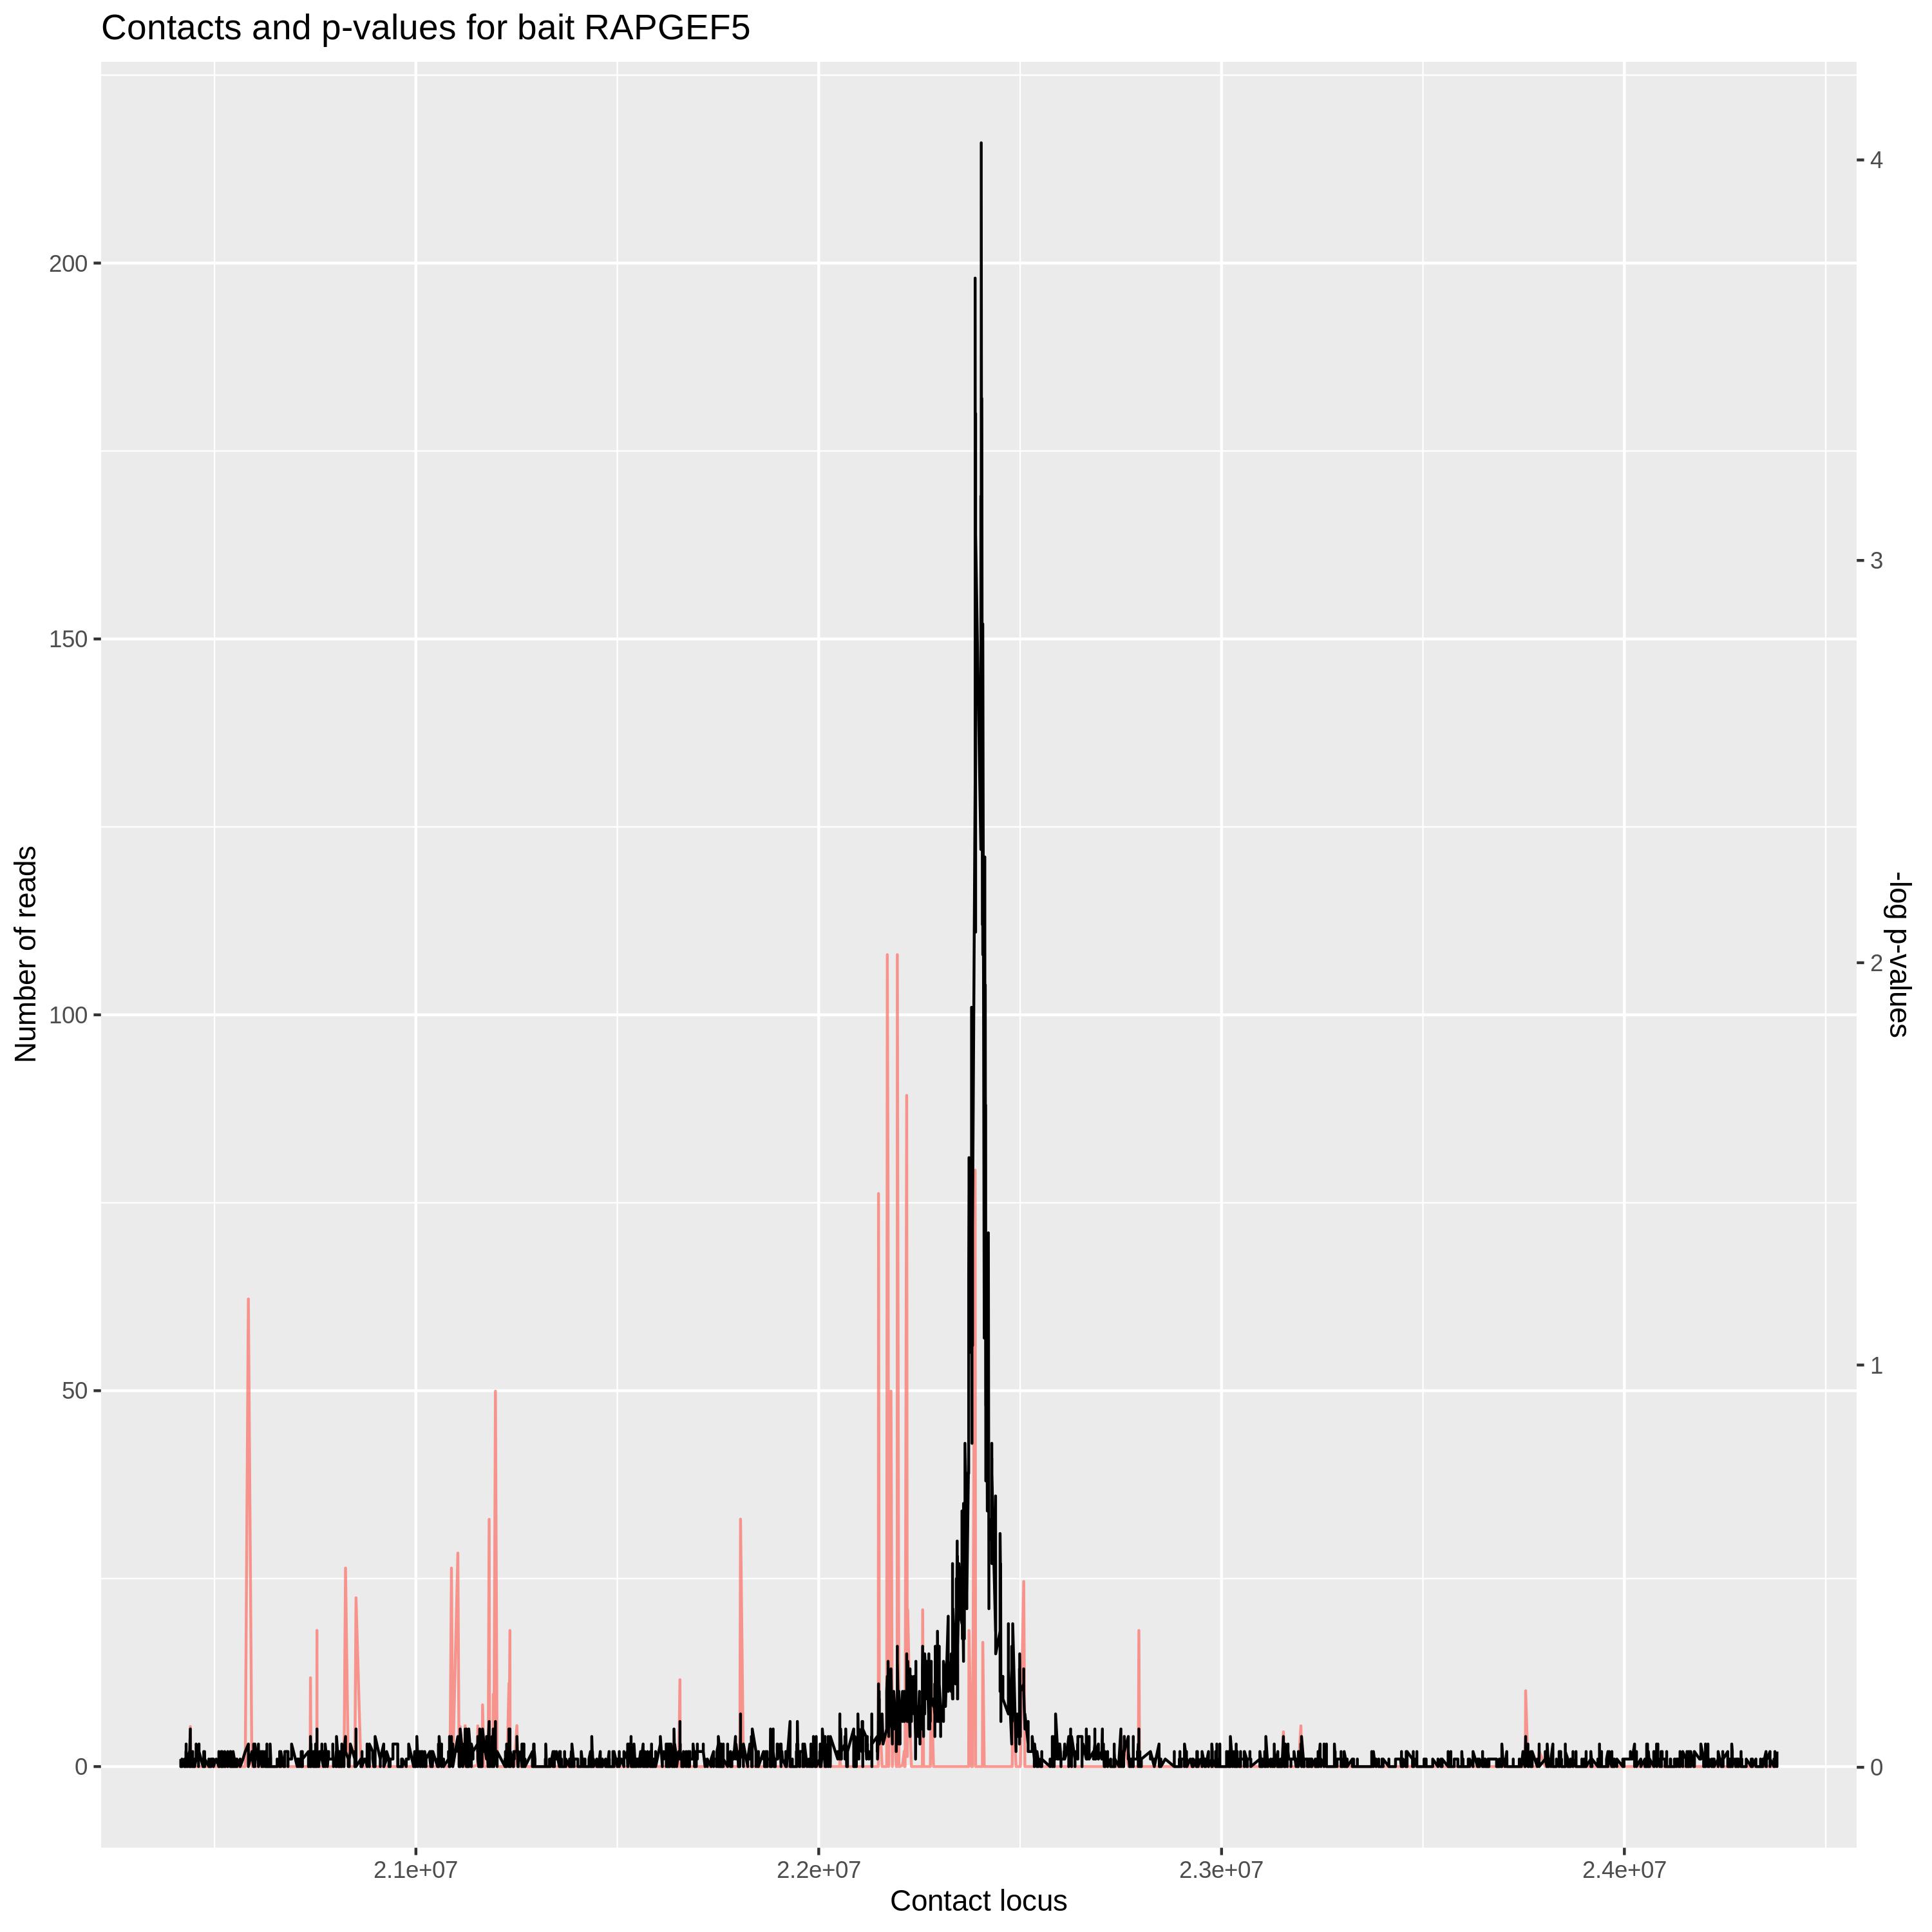 Contacts and p-values for bait RAPGEF5
200
150
100
50
0
Number of reads
4
3
2
1
0
-log p-values
2.1e+07
2.2e+07
2.3e+07
2.4e+07
Contact locus